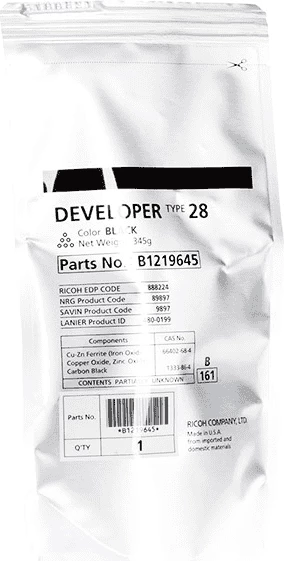 DEVELOPER TYPE 28
Color BLACK
Net Weight 345g
Parts No. B1219645
RICOH EDP CODE 888224
NRG Product Code 89897
SAVIN Product Code 9897
LANIER Product ID 80-0199
Components CAS No.
Cu-Zn Ferrite (Iron Oxide, 66402-68-4
Copper Oxide, Zinc Oxide)
Carbon Black 1333-86-4
CONTENTS PARTIALLY UNKNOWN
B
161
Parts No.
*B1219645*
Q'TY 1
RICOH COMPANY, LTD.
Made in U.S.A
from imported and
domestic materials